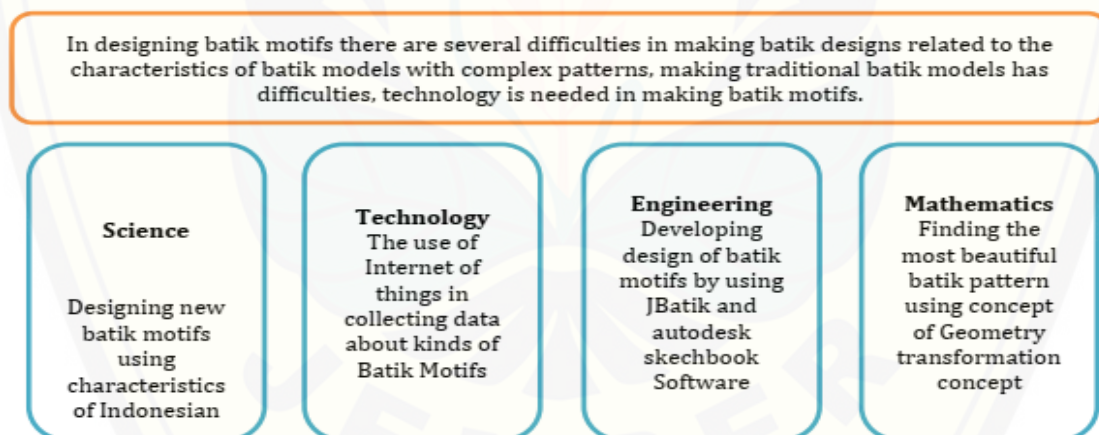 In designing batik motifs there are several difficulties in making batik designs related to the
characteristics of batik models with complex patterns, making traditional batik models has
difficulties, technology is needed in making batik motifs.
Science
Designing new
batik motifs
using
characteristics
of Indonesian
Technology
The use of
Internet of
things in
collecting data
about kinds of
Batik Motifs
Engineering
Developing
design of batik
motifs by using
JBatik and
autodesk
skechbook
Software
Mathematics
Finding the
most beautiful
batik pattern
using concept
of Geometry
transformation
concept